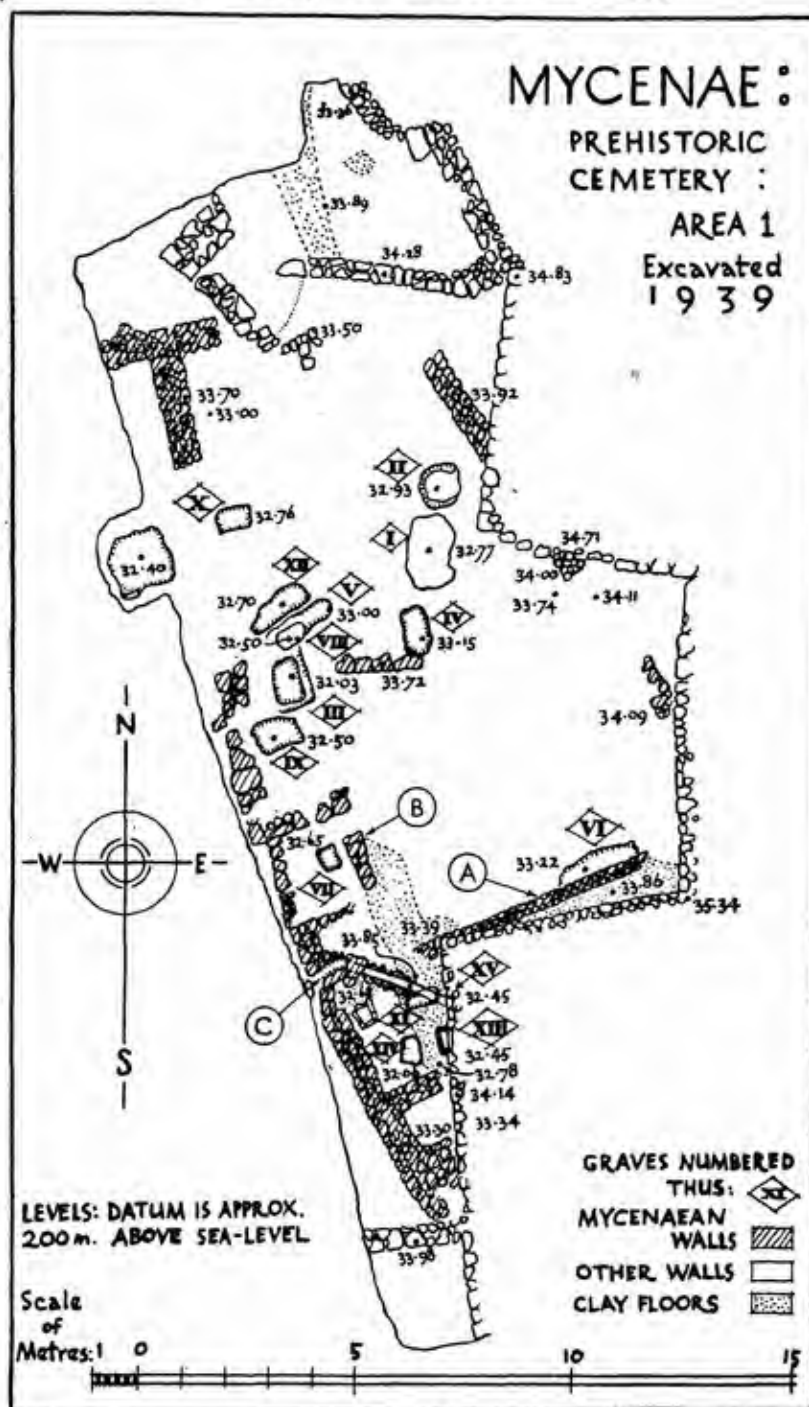 MYCENAE:
PREHISTORIC
CEMETERY :
AREA 1
Excavated
1939
33.89
34.28
34.83
33.50
33.70
33.00
33.92
II
32.93
X
32.76
I
32.77
34.71
34.00
33.74
34.11
32.40
XII
V
32.70
33.00
IV
33.15
32.50
VIII
33.72
32.03
III
34.09
32.50
IX
N
B
VI
32.65
33.22
A
W
E
VII
33.86
35.34
33.39
33.85
XV
32.45
C
XI
XIII
32.45
XIV
32.78
S
34.14
33.30
33.34
33.98
LEVELS: DATUM IS APPROX.
200 m. ABOVE SEA-LEVEL
GRAVES NUMBERED
THUS: XI
MYCENAEAN
WALLS
OTHER WALLS
CLAY FLOORS
Scale
of
Metres: 1 0 5 10 15